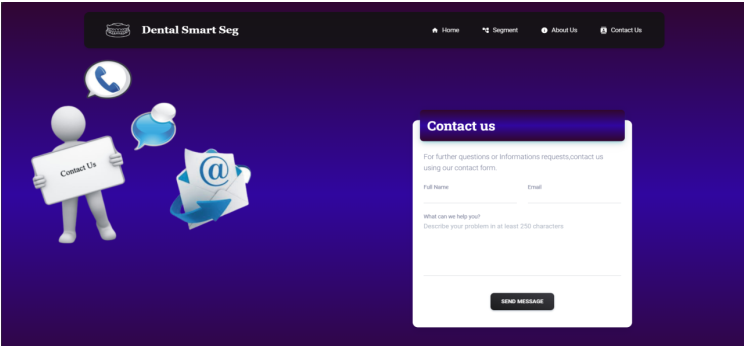 Dental Smart Seg
Home Segment About Us Contact Us
Contact Us
@
Contact us
For further questions or Informations requests,contact us
using our contact form.
Full Name Email
What can we help you?
Describe your problem in at least 250 characters
SEND MESSAGE